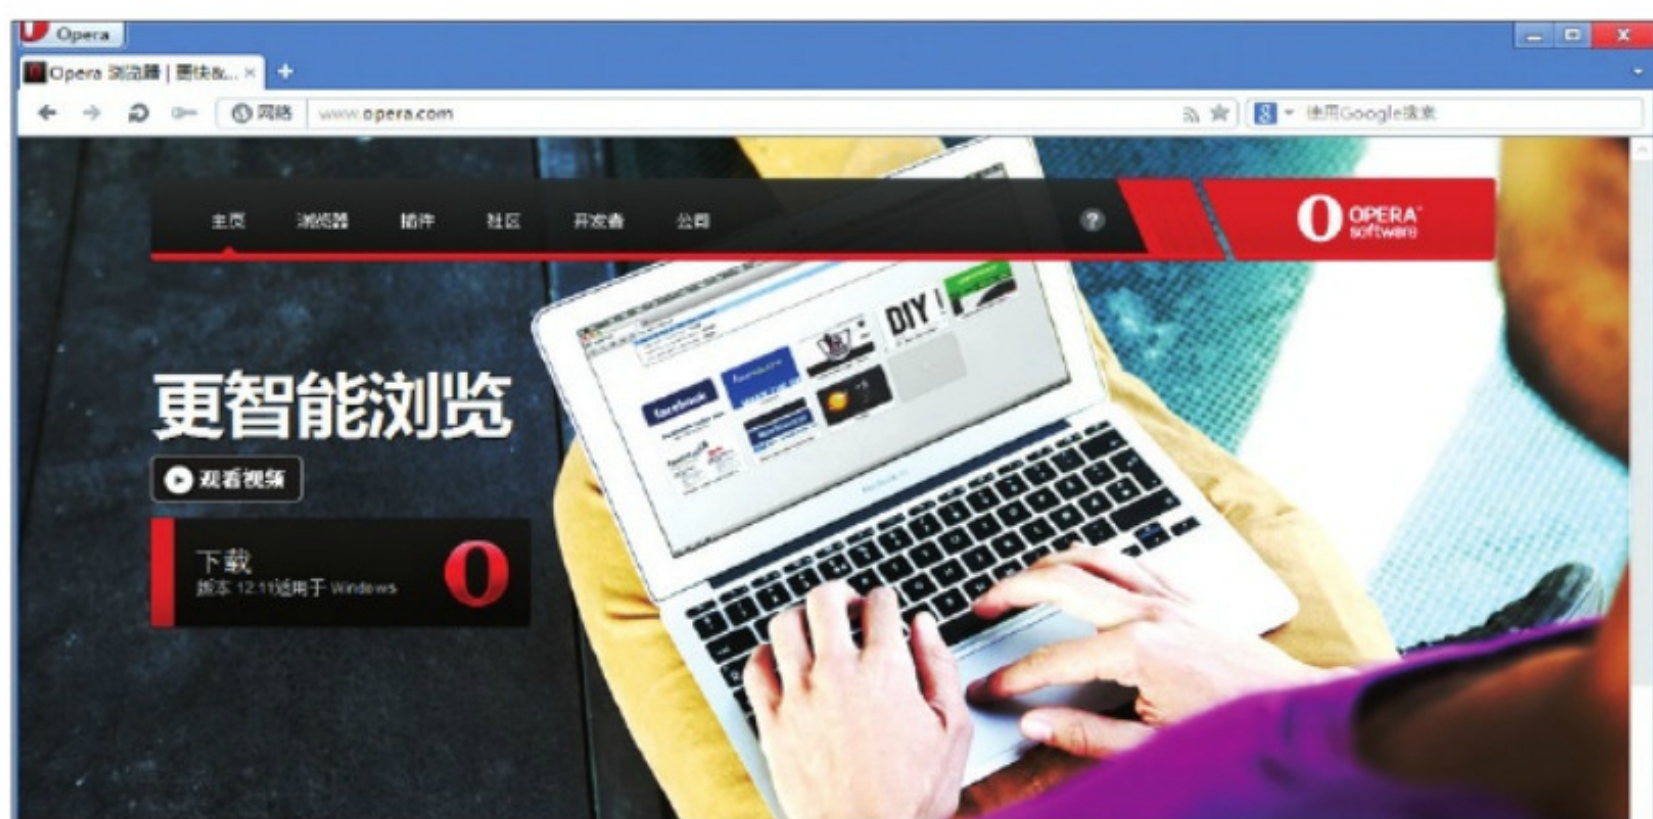 Opera
Opera 浏览器 | 更快&...
网络 www.opera.com 使用Google搜索
主页 浏览器 插件 社区 开发者 公司 ? OPERA software
DIY
facebook
更智能浏览
观看视频
下载
版本 12.11适用于 Windows